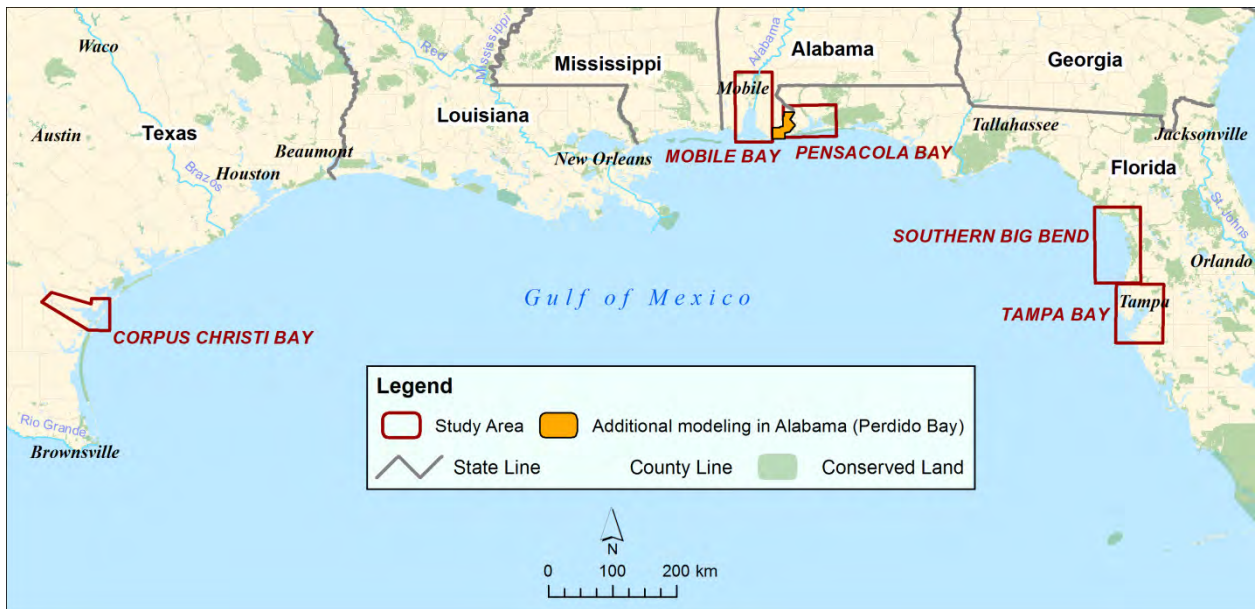 Waco
Red
Mississippi
Alabama
Alabama
Georgia
Mississippi
Mobile
Louisiana
Austin
Texas
Tallahassee
Jacksonville
Beaumont
New Orleans
MOBILE BAY
PENSACOLA BAY
Brazos
Houston
Florida
St Johns
SOUTHERN BIG BEND
Orlando
Gulf of Mexico
Tampa
TAMPA BAY
CORPUS CHRISTI BAY
Rio Grande
Brownsville
Legend
Study Area
Additional modeling in Alabama (Perdido Bay)
State Line
County Line
Conserved Land
N
0 100 200 km